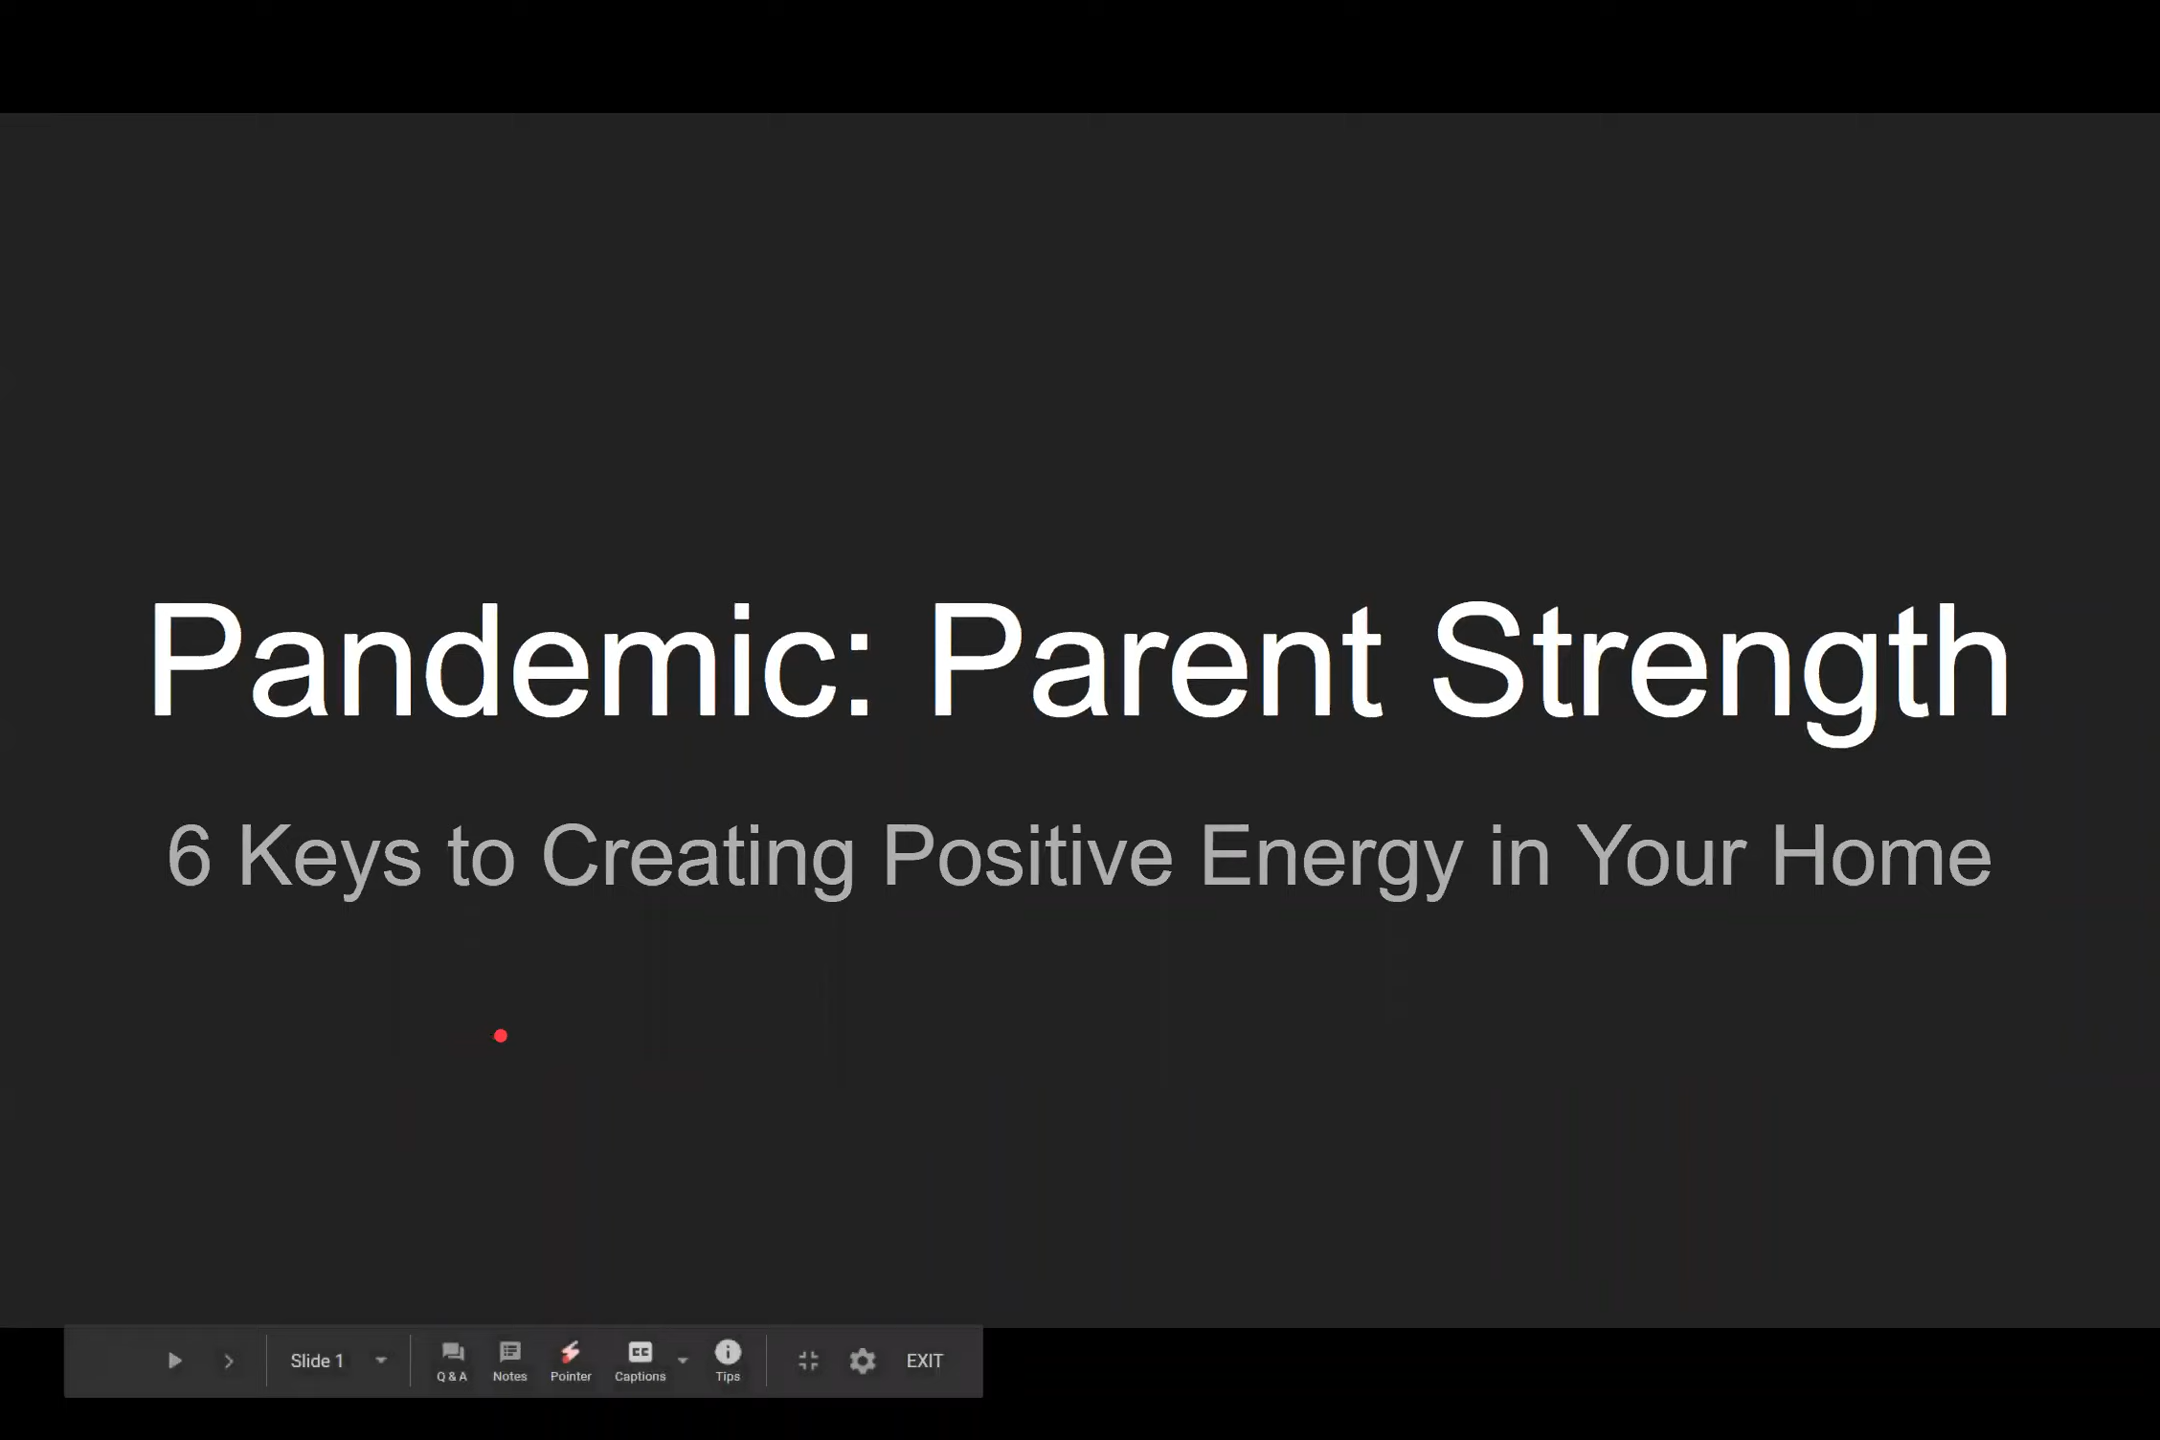 Pandemic: Parent Strength
6 Keys to Creating Positive Energy in Your Home
Slide 1
Q & A
Notes
Pointer
CC
Captions
Tips
EXIT